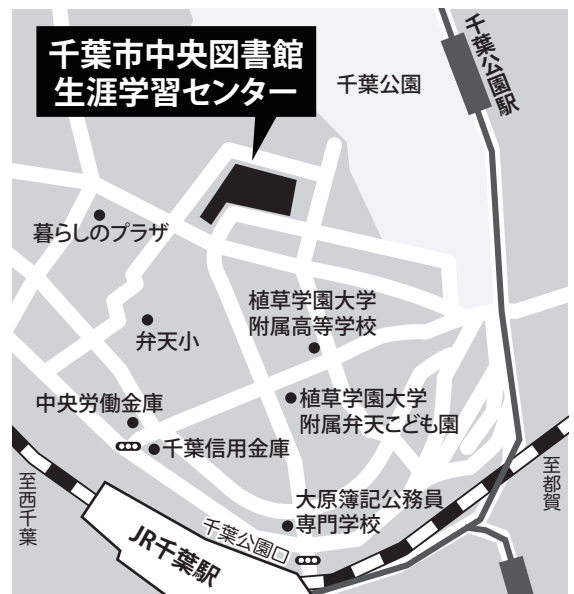 千葉市中央図書館
生涯学習センター
千葉公園
千葉公園駅
暮らしのプラザ
植草学園大学
附属高等学校
弁天小
中央労働金庫
植草学園大学
附属弁天こども園
千葉信用金庫
至西千葉
至都賀
大原簿記公務員
専門学校
千葉公園口
JR千葉駅